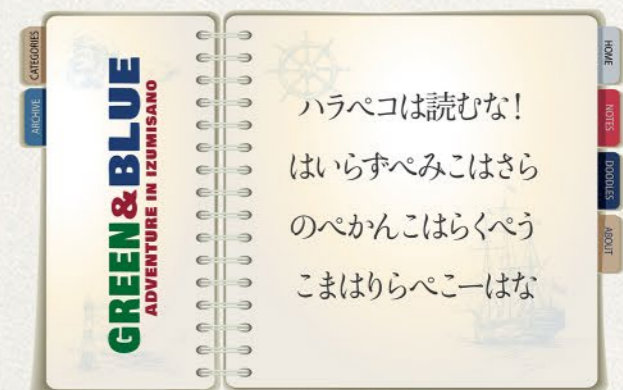 CATEGORIES
ARCHIVE
GREEN&BLUE
ADVENTURE IN IZUMISANO
ハラペコは読むな!
はいらずぺみこはさら
のぺかんこはらくぺう
こまはりらぺこーはな
HOME
NOTES
DOODLES
ABOUT